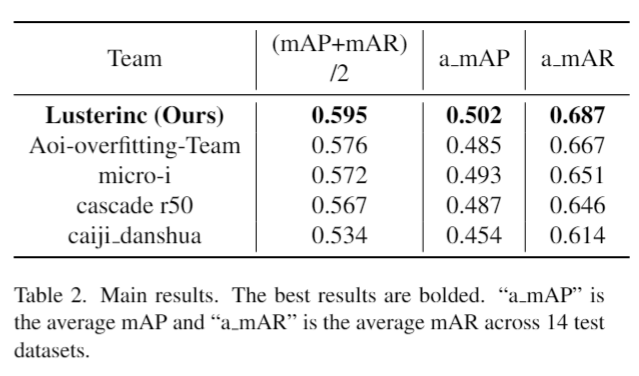 Team (mAP+mAR) /2 a_mAP a_mAR
Lusterinc (Ours) 0.595 0.502 0.687
Aoi-overfitting-Team 0.576 0.485 0.667
micro-i 0.572 0.493 0.651
cascade r50 0.567 0.487 0.646
caiji_danshua 0.534 0.454 0.614
Table 2. Main results. The best results are bolded. “a_mAP” is
the average mAP and “a_mAR” is the average mAR across 14 test
datasets.